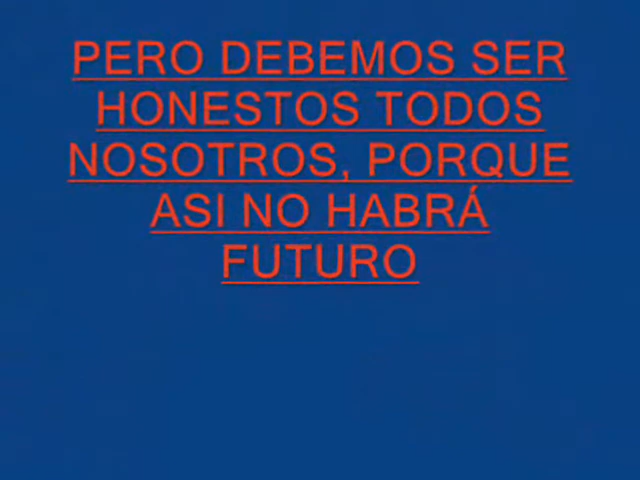 PERO DEBEMOS SER
HONESTOS TODOS
NOSOTROS, PORQUE
ASI NO HABRÁ
FUTURO